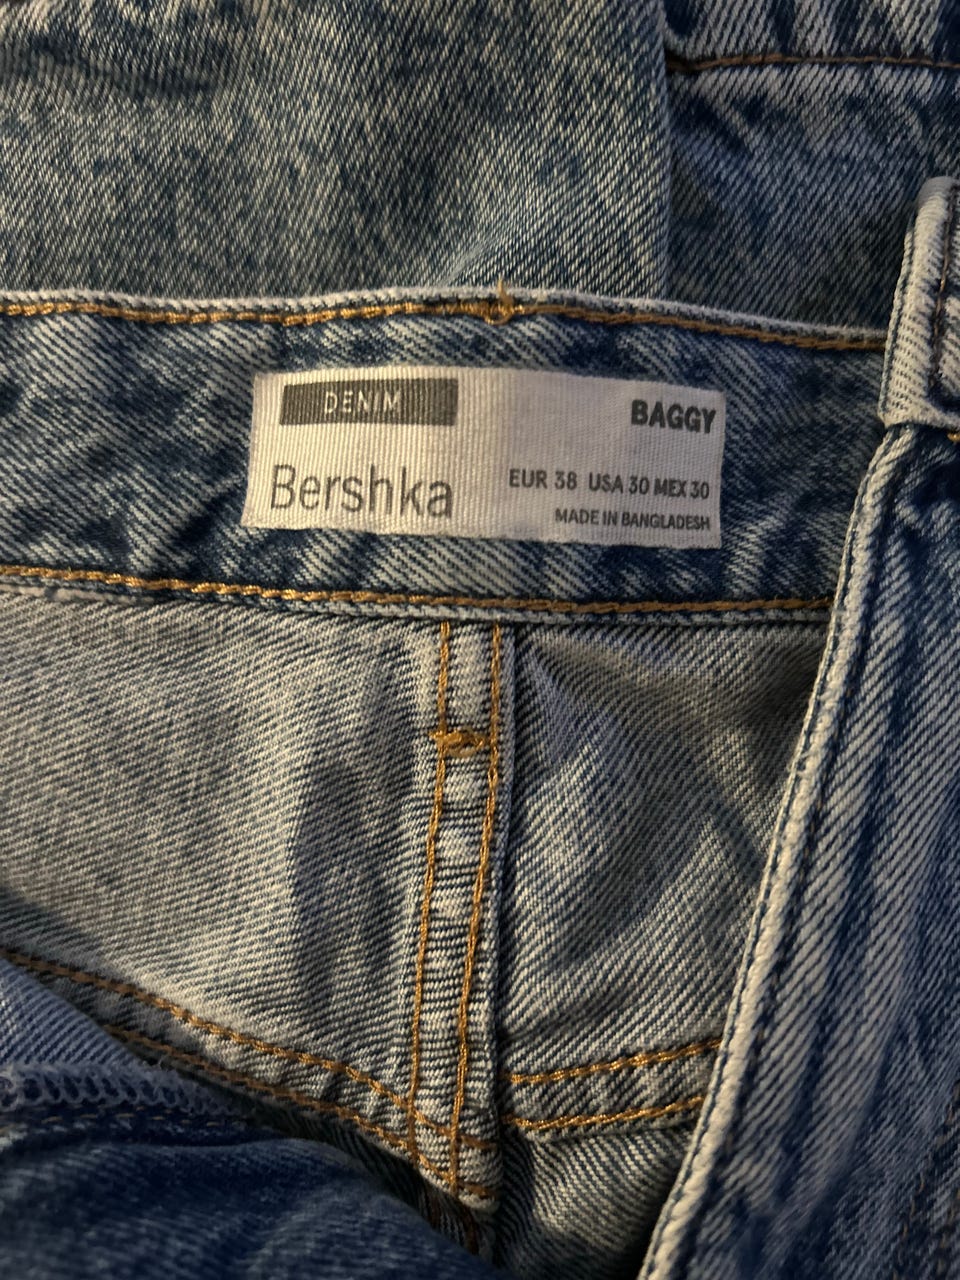 DENIM
Bershka
BAGGY
EUR 38 USA 30 MEX 30
MADE IN BANGLADESH